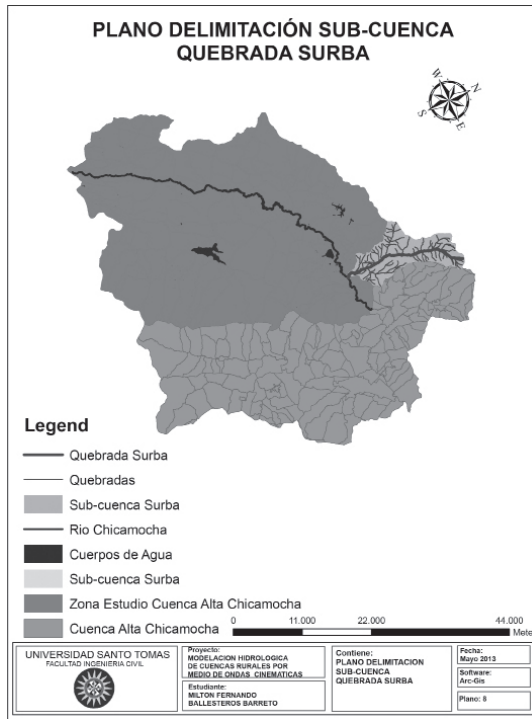 PLANO DELIMITACIÓN SUB-CUENCA
QUEBRADA SURBA
W
N
S
E
Legend
Quebrada Surba
Quebradas
Sub-cuenca Surba
Rio Chicamocha
Cuerpos de Agua
Sub-cuenca Surba
Zona Estudio Cuenca Alta Chicamocha
Cuenca Alta Chicamocha
0 11.000 22.000 44.000
Mete
UNIVERSIDAD SANTO TOMAS
FACULTAD INGENIERIA CIVIL
Proyecto:
MODELACION HIDROLOGICA
DE CUENCAS RURALES POR
MEDIO DE ONDAS CINEMATICAS
Estudiante:
MILTON FERNANDO
BALLESTEROS BARRETO
Contiene:
PLANO DELIMITACION
SUB-CUENCA
QUEBRADA SURBA
Fecha:
Mayo 2013
Software:
Arc-Gis
Plano: 5